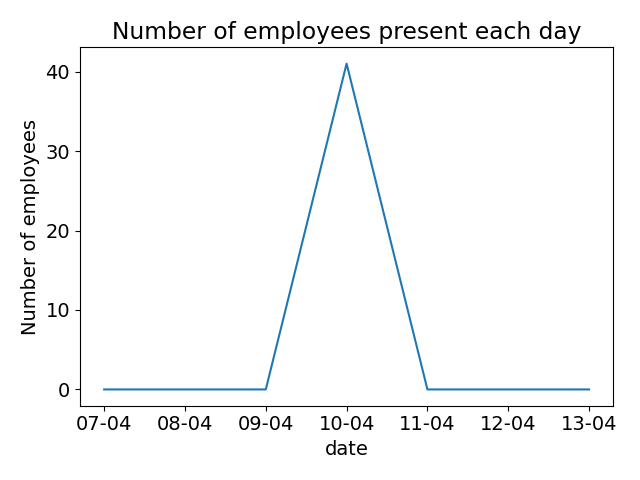 Number of employees present each day
Number of employees
40
30
20
10
0
07-04 08-04 09-04 10-04 11-04 12-04 13-04
date